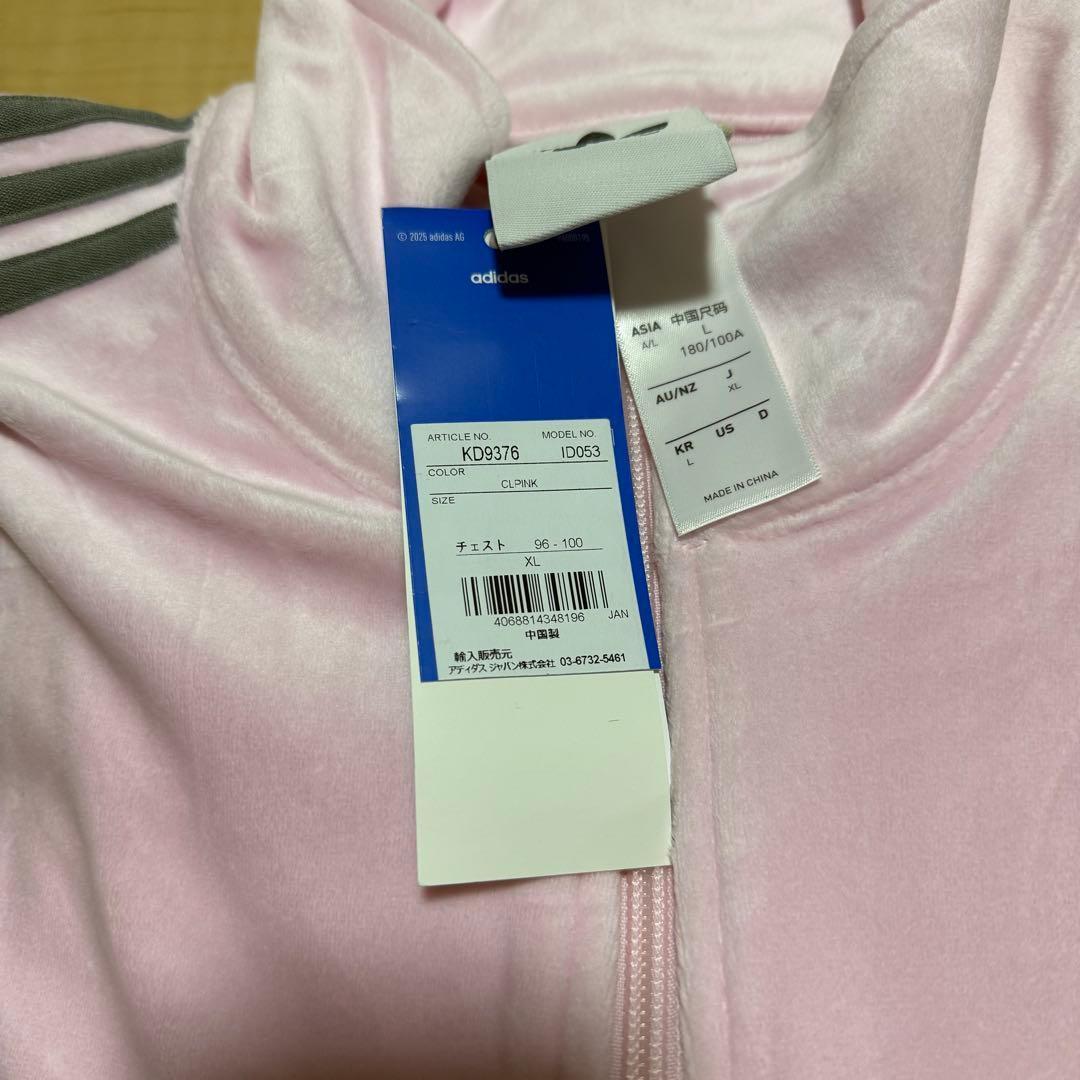 © 2025 adidas AG
adidas
ARTICLE NO. MODEL NO.
KD9376 ID053
COLOR
CLPINK
SIZE
チェスト 96 - 100
XL
4068814348196 JAN
中国製
輸入販売元
アディダス ジャパン株式会社 03-6732-5461
ASIA 中国尺码
A/L L
180/100A
AU/NZ J
XL
KR US D
L
MADE IN CHINA